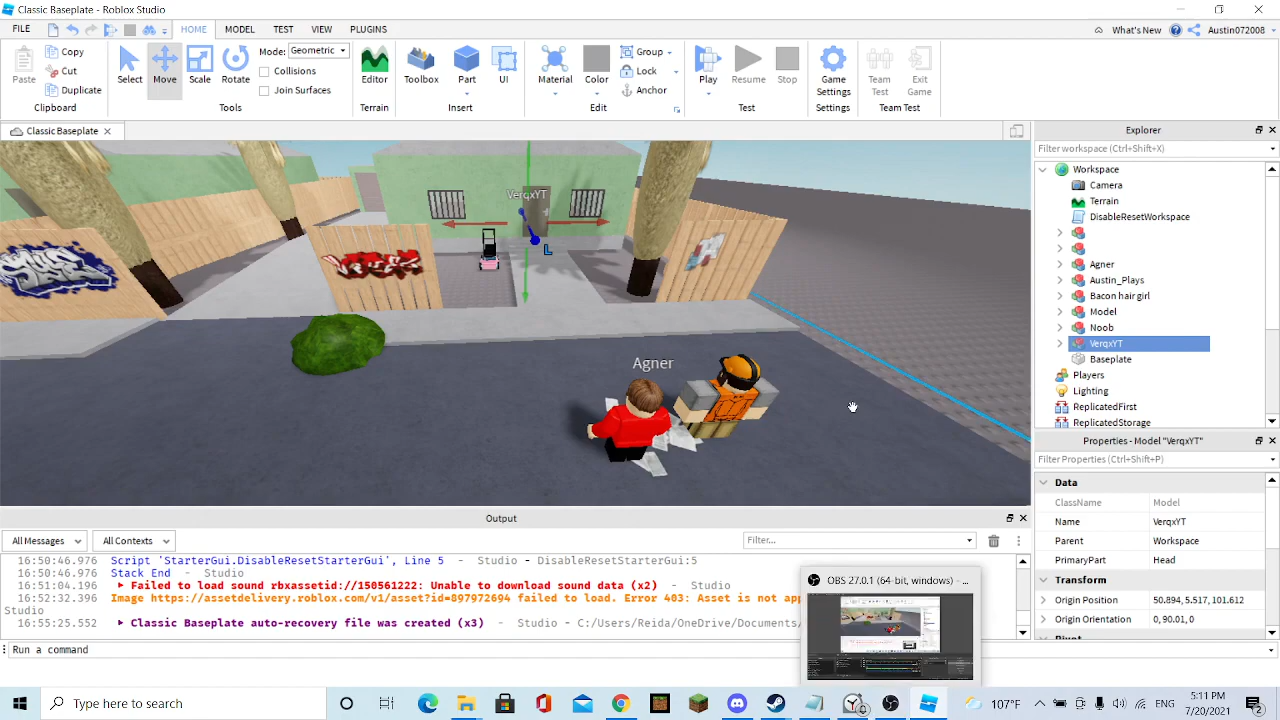 Classic Baseplate - Roblox Studio
FILE HOME MODEL TEST VIEW PLUGINS What's New Austin072008
Paste Copy Cut Duplicate Clipboard
Select Move Scale Rotate Mode: Geometric Collisions Join Surfaces Tools
Editor Terrain
Toolbox Part UI Insert
Material Color Group Lock Anchor Edit
Play Resume Stop Test
Game Settings Settings
Team Test Exit Game Team Test
Classic Baseplate
VerqxYT
Agner
Explorer
Filter workspace (Ctrl+Shift+X)
Workspace
Camera
Terrain
DisableResetWorkspace
Agner
Austin_Plays
Bacon hair girl
Model
Noob
VerqxYT
Baseplate
Players
Lighting
ReplicatedFirst
ReplicatedStorage
Properties - Model "VerqxYT"
Filter Properties (Ctrl+Shift+P)
Data
ClassName Model
Name VerqxYT
Parent Workspace
PrimaryPart Head
Transform
Origin Position 50.894, 5.517, 101.612
Origin Orientation 0, 90.01, 0
Output
All Messages All Contexts Filter...
16:50:46.976 Script 'StarterGui.DisableResetStarterGui', Line 5 - Studio - DisableResetStarterGui:5
16:50:46.976 Stack End - Studio
16:51:04.196 Failed to load sound rbxassetid://150561222: Unable to download sound data (x2) - Studio
16:52:32.396 Image https://assetdelivery.roblox.com/v1/asset?id=897972694 failed to load. Error 403: Asset is not ap
Studio
16:55:25.552 Classic Baseplate auto-recovery file was created (x3) - Studio - C:/Users/Reida/OneDrive/Documents/
OBS 27.0.1 (64-bit, windows) - ...
Run a command
Type here to search
107°F
5:11 PM
7/20/2021
2